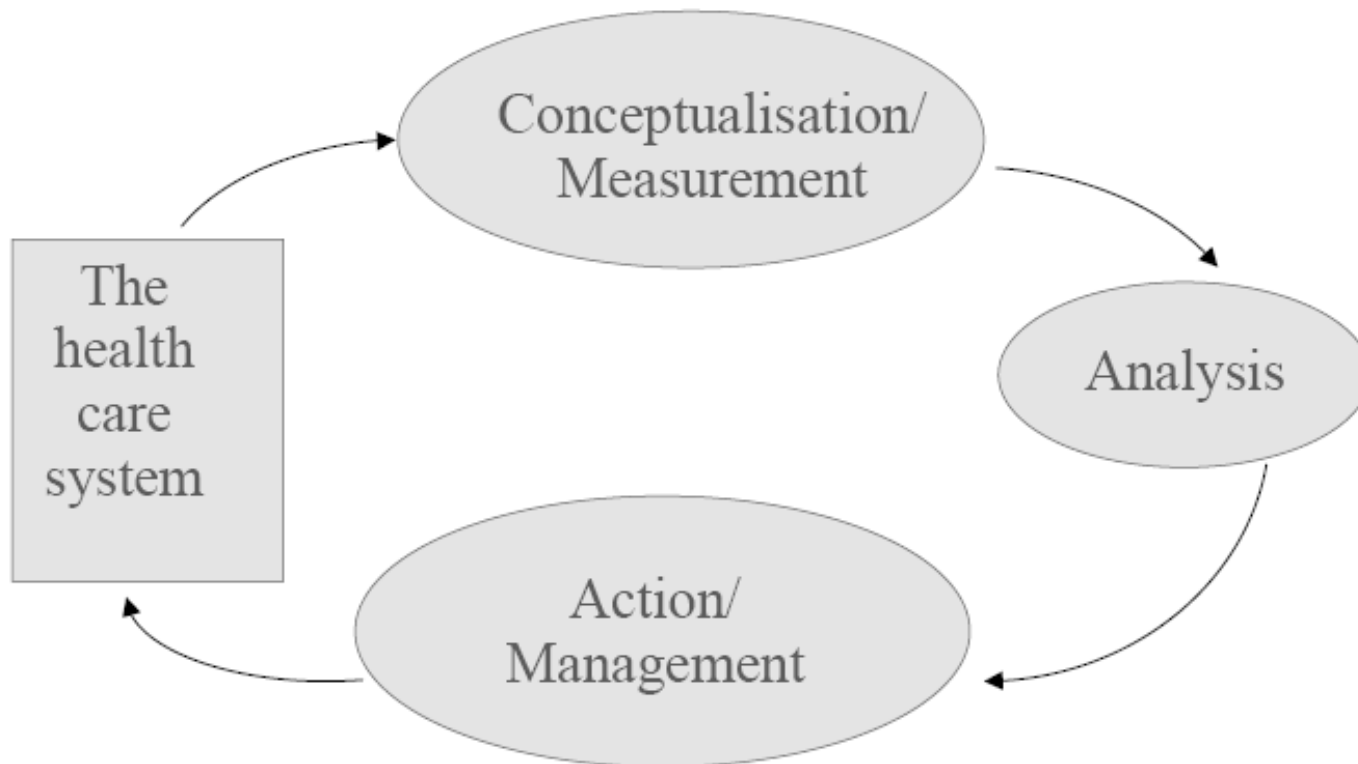 Conceptualisation/
Measurement
The
health
care
system
Analysis
Action/
Management